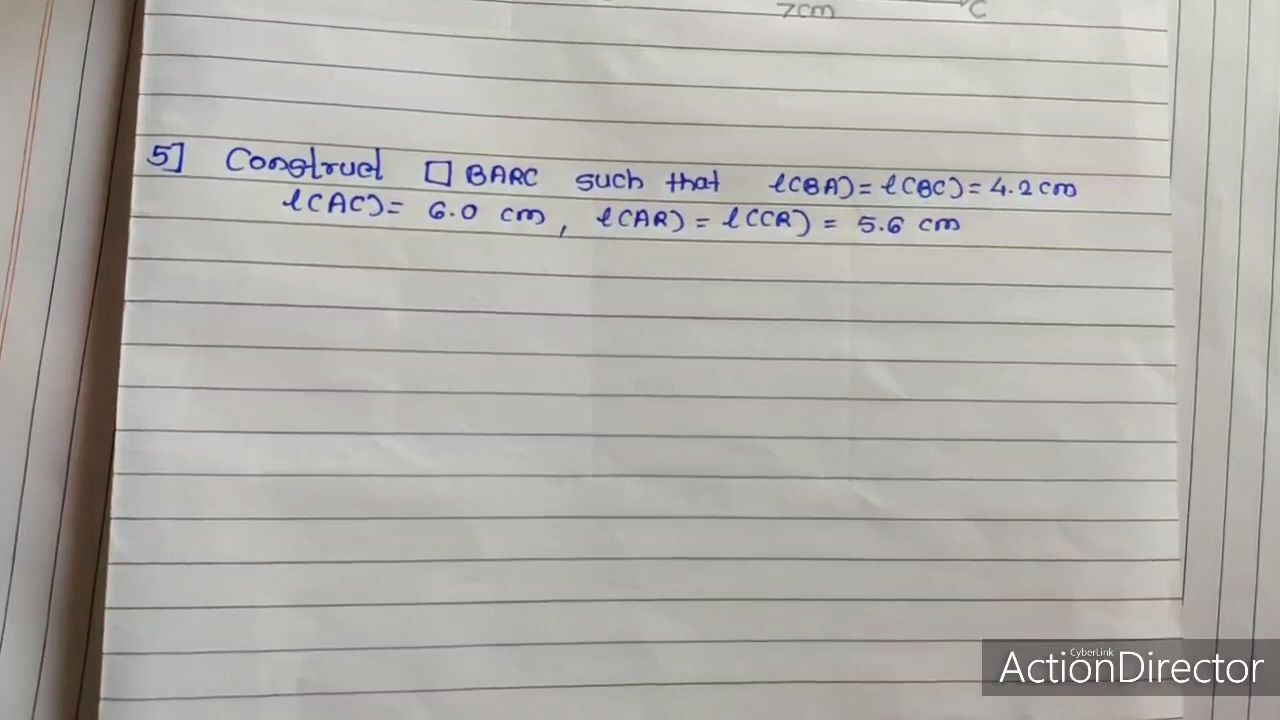 7cm C
5] Construct □ BARC such that l(BA) = l(BC) = 4.2 cm
l(AC) = 6.0 cm, l(AR) = l(CR) = 5.6 cm
CyberLink
ActionDirector